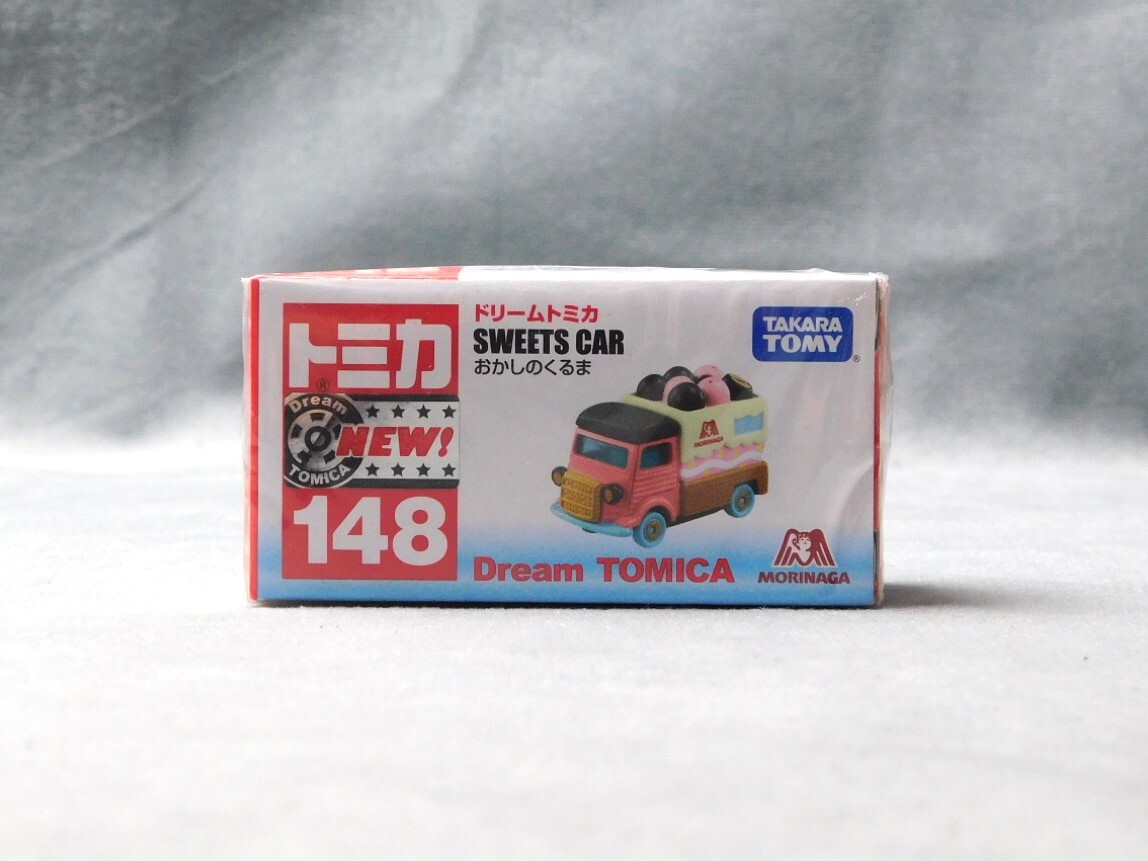 トミカ
®
Dream
TOMICA
NEW!
148
ドリームトミカ
SWEETS CAR
おかしのくるま
TAKARA
TOMY
®
MORINAGA
Dream TOMICA
MORINAGA